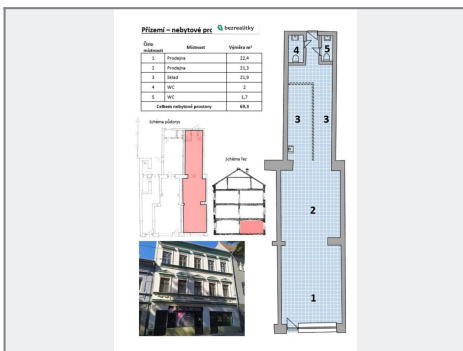 Přízemí – nebytové prc bezrealitky
Číslo místnosti Místnost Výměra m²
1 Prodejna 22,4
2 Prodejna 21,3
3 Sklad 21,9
4 WC 2
5 WC 1,7
Celkem nebytové prostory 69,3
Schéma půdorys
Schéma řez
4 5
3 3
2
1